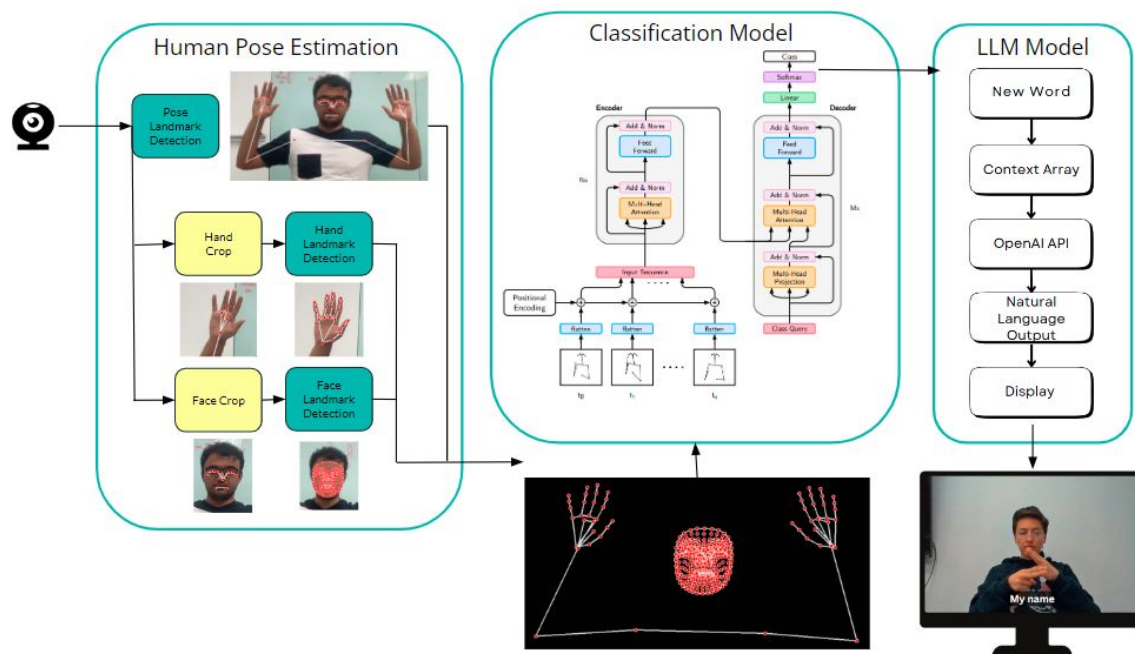 Human Pose Estimation
Pose
Landmark
Detection
Hand
Crop
Hand
Landmark
Detection
Face Crop
Face
Landmark
Detection
Classification Model
Class
Softmax
Linear
Encoder
Decoder
Add & Norm
Feed
Forward
Add & Norm
Multi-Head
Attention
Nx
Add & Norm
Feed
Forward
Add & Norm
Multi-Head
Attention
Mx
Add & Norm
Multi-Head
Projection
Input Sequence
Positional
Encoding
flatten
flatten
flatten
Class Query
LLM Model
New Word
Context Array
OpenAI API
Natural
Language
Output
Display
My name